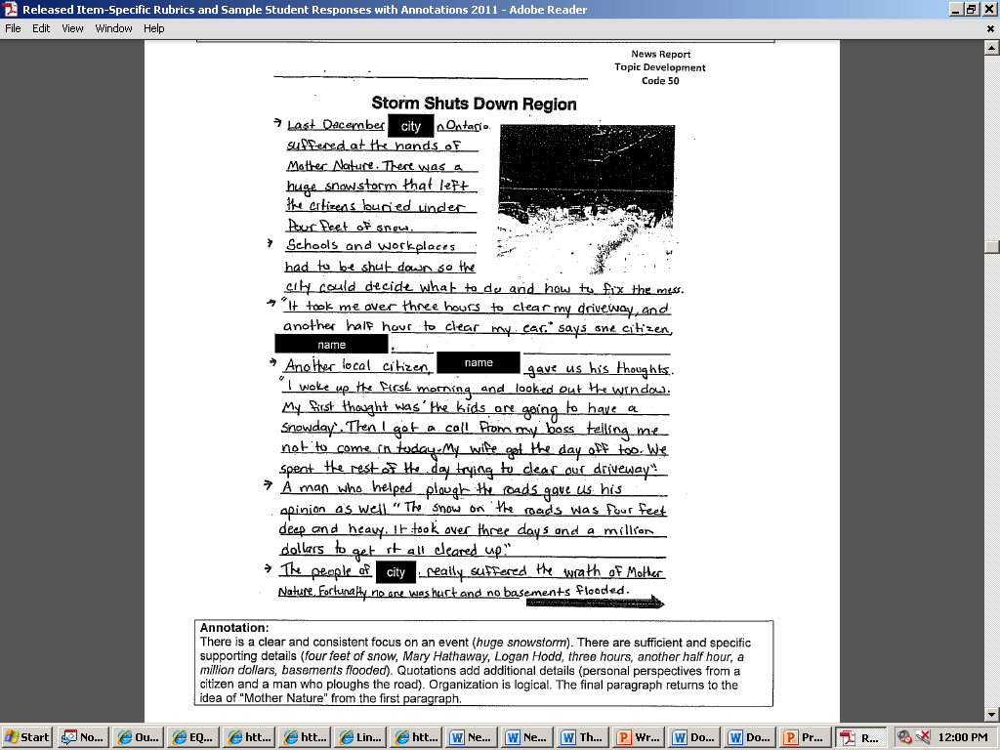 Released Item-Specific Rubrics and Sample Student Responses with Annotations 2011 - Adobe Reader
File Edit View Window Help
News Report
Topic Development
Code 50
Storm Shuts Down Region
→ Last December city n Ontario
suffered at the hands of
Mother Nature. There was a
huge snowstorm that left
the citizens buried under
four feet of snow.
→ Schools and workplaces
had to be shut down so the
city could decide what to do and how to fix the mess.
→ "It took me over three hours to clear my driveway, and
another half hour to clear my car." says one citizen,
name .
→ Another local citizen, name gave us his thoughts.
"I woke up the first morning and looked out the window.
My first thought was 'the kids are going to have a
snowday'. Then I got a call from my boss telling me
not to come in today. My wife got the day off too. We
spent the rest of the day trying to clear our driveway".
→ A man who helped plough the roads gave us his
opinion as well "The snow on the roads was four feet
deep and heavy. It took over three days and a million
dollars to get it all cleared up."
→ The people of city . really suffered the wrath of Mother
Nature. Fortunatly no one was hurt and no basements flooded.
Annotation:
There is a clear and consistent focus on an event (huge snowstorm). There are sufficient and specific
supporting details (four feet of snow, Mary Hathaway, Logan Hodd, three hours, another half hour, a
million dollars, basements flooded). Quotations add additional details (personal perspectives from a
citizen and a man who ploughs the road). Organization is logical. The final paragraph returns to the
idea of "Mother Nature" from the first paragraph.
Start No... Ou... EQ... htt... htt... Lin... htt... Ne... Ne... Th... Wr... Do... Do... Pr... R... 12:00 PM